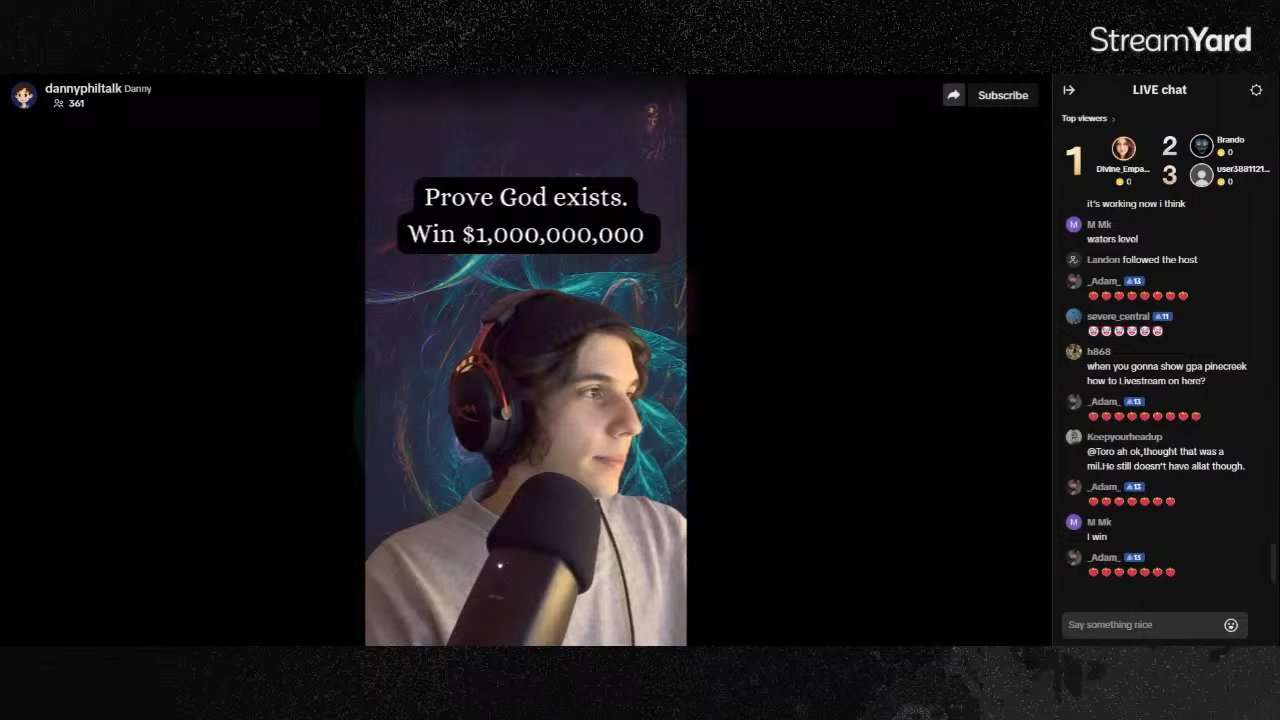 StreamYard
dannyphiltalk Danny
361
Subscribe
LIVE chat
Top viewers
1
Divine_Empa...
0
2
Brando
0
3
user3881121...
0
it's working now i think
M
M Mk
waters level
Landon followed the host
_Adam_ 13
severe_central 11
h868
when you gonna show gpa pinecreek
how to Livestream on here?
_Adam_ 13
Keepyourheadup
@Toro ah ok,thought that was a
mil.He still doesn't have allat though.
_Adam_ 13
M
M Mk
I win
_Adam_ 13
Say something nice
Prove God exists.
Win $1,000,000,000